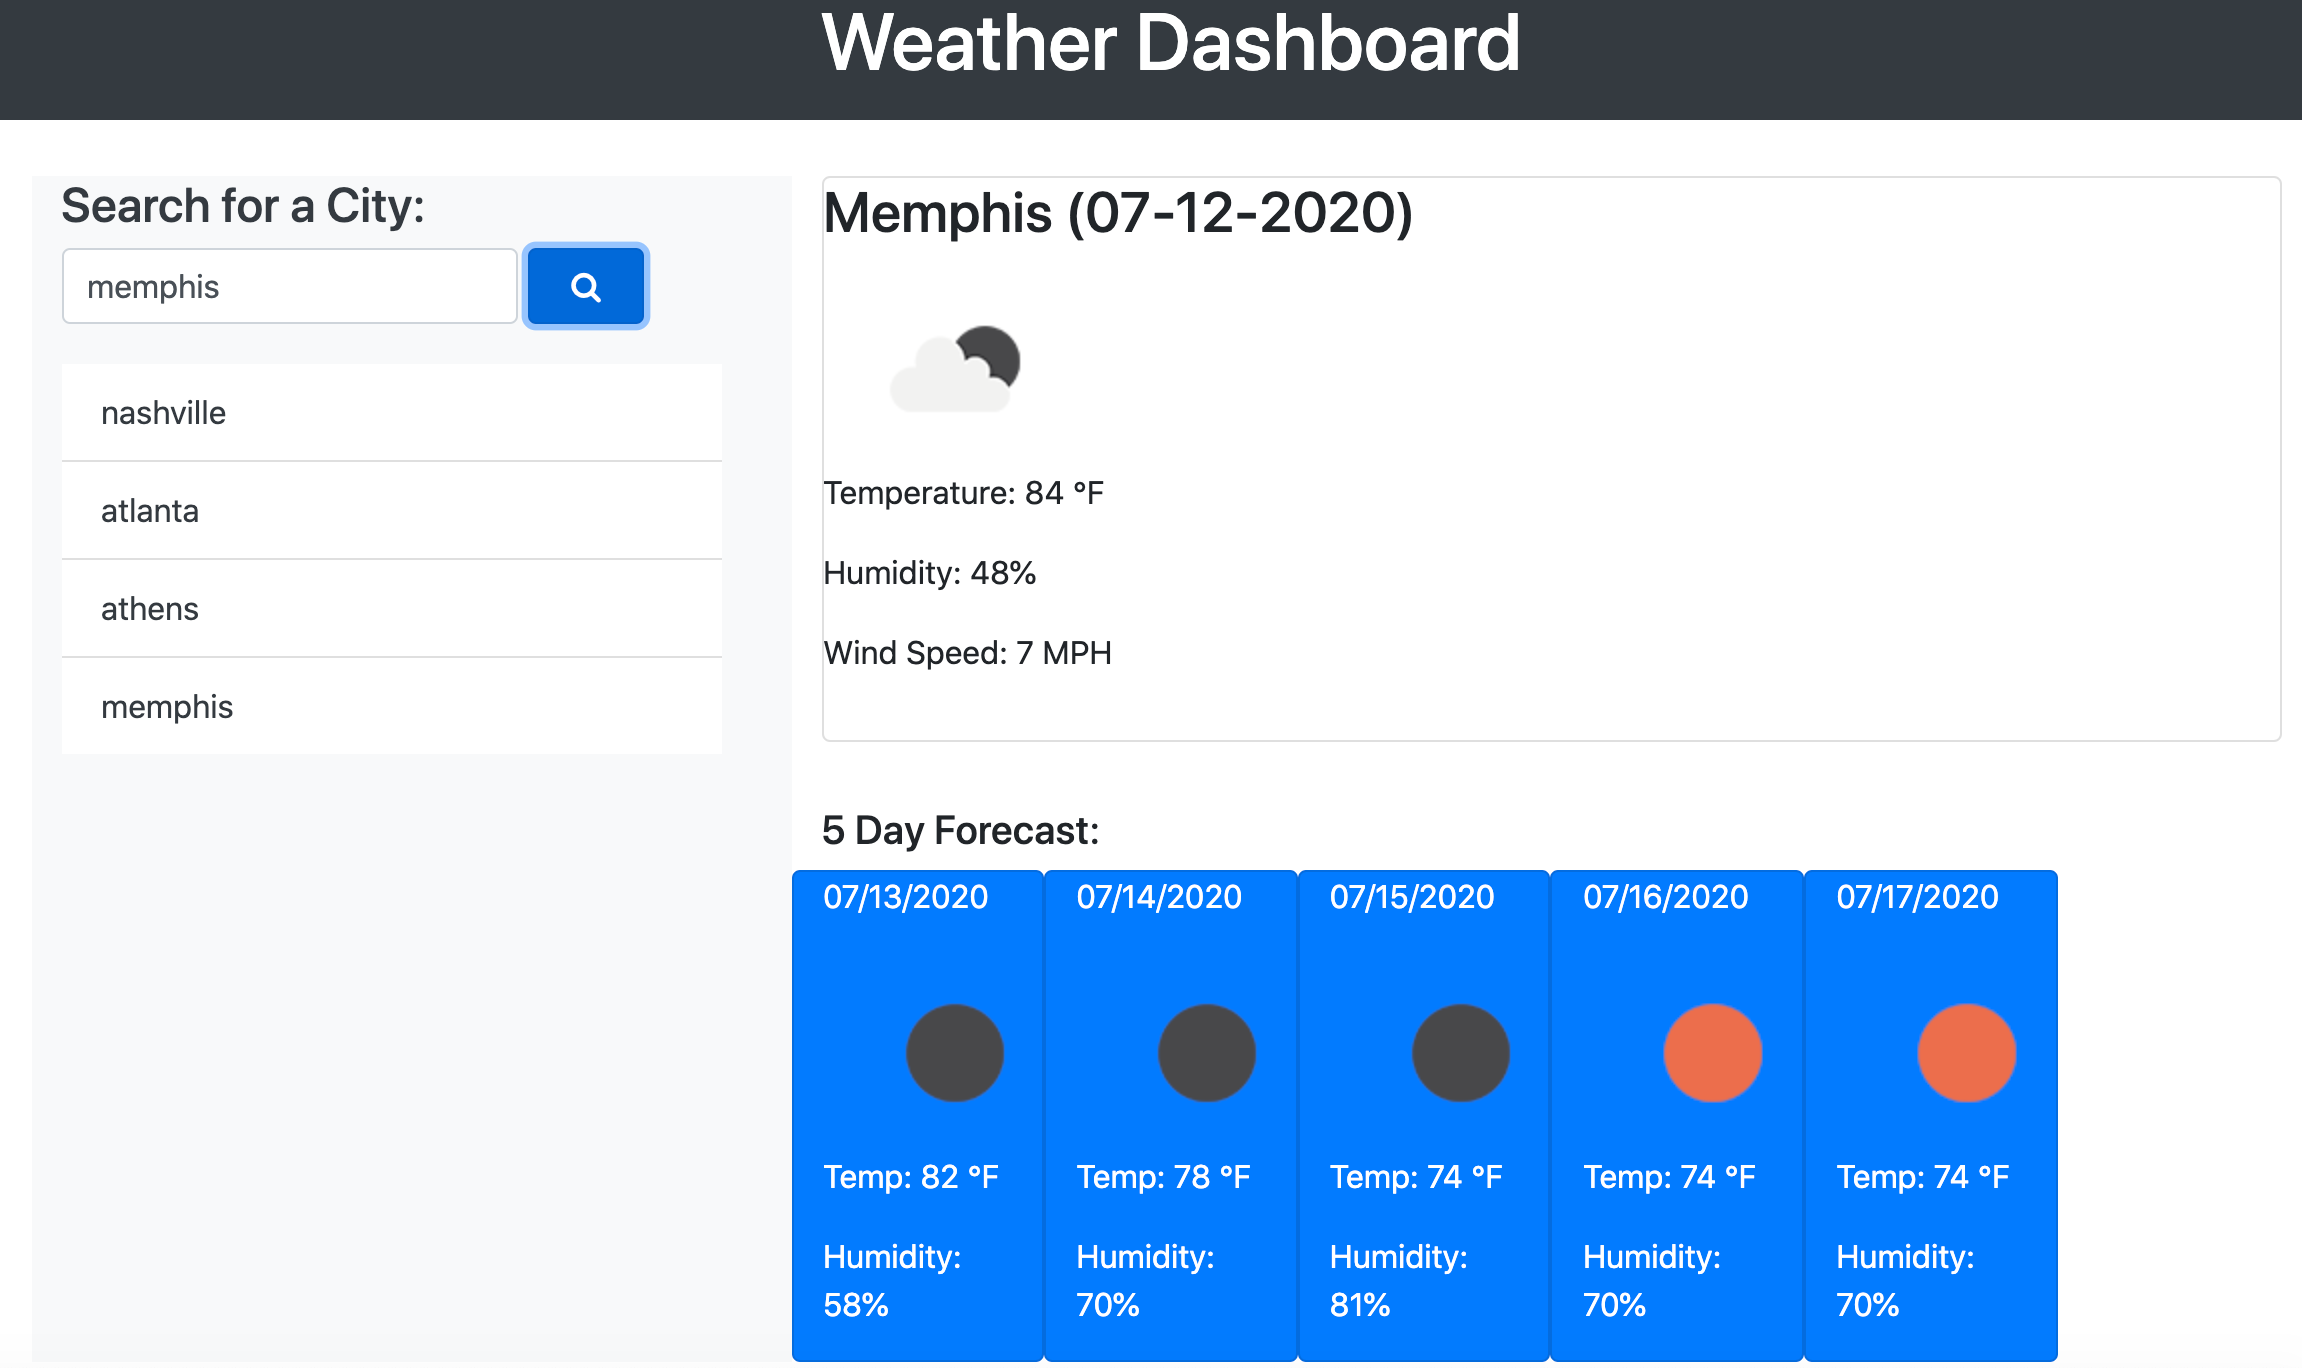 Weather Dashboard
Search for a City:
memphis
nashville
atlanta
athens
memphis
Memphis (07-12-2020)
Temperature: 84 °F
Humidity: 48%
Wind Speed: 7 MPH
5 Day Forecast:
07/13/2020
Temp: 82 °F
Humidity:
58%
07/14/2020
Temp: 78 °F
Humidity:
70%
07/15/2020
Temp: 74 °F
Humidity:
81%
07/16/2020
Temp: 74 °F
Humidity:
70%
07/17/2020
Temp: 74 °F
Humidity:
70%